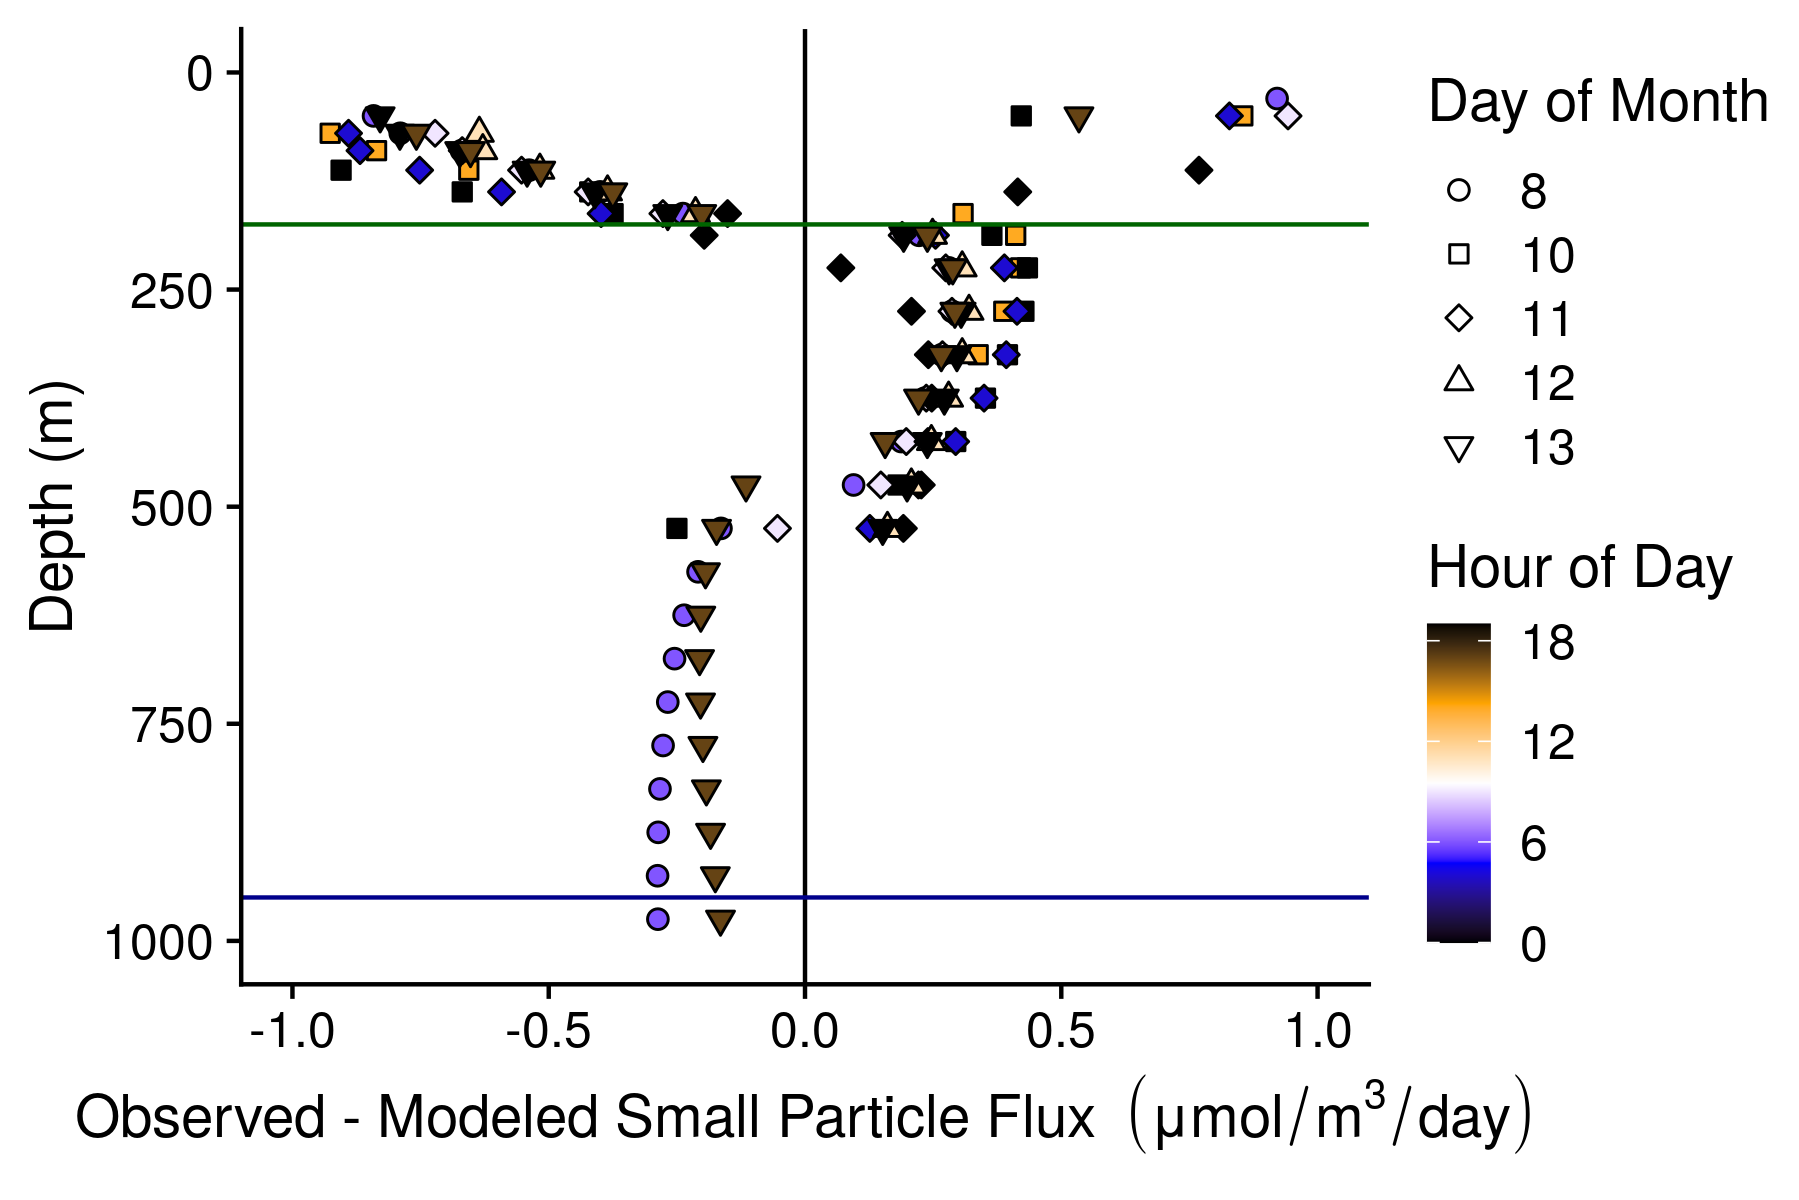 0
250
500
750
1000
Depth (m)
-1.0 -0.5 0.0 0.5 1.0
Observed - Modeled Small Particle Flux (µmol/m³/day)
Day of Month
8
10
11
12
13
Hour of Day
18
12
6
0